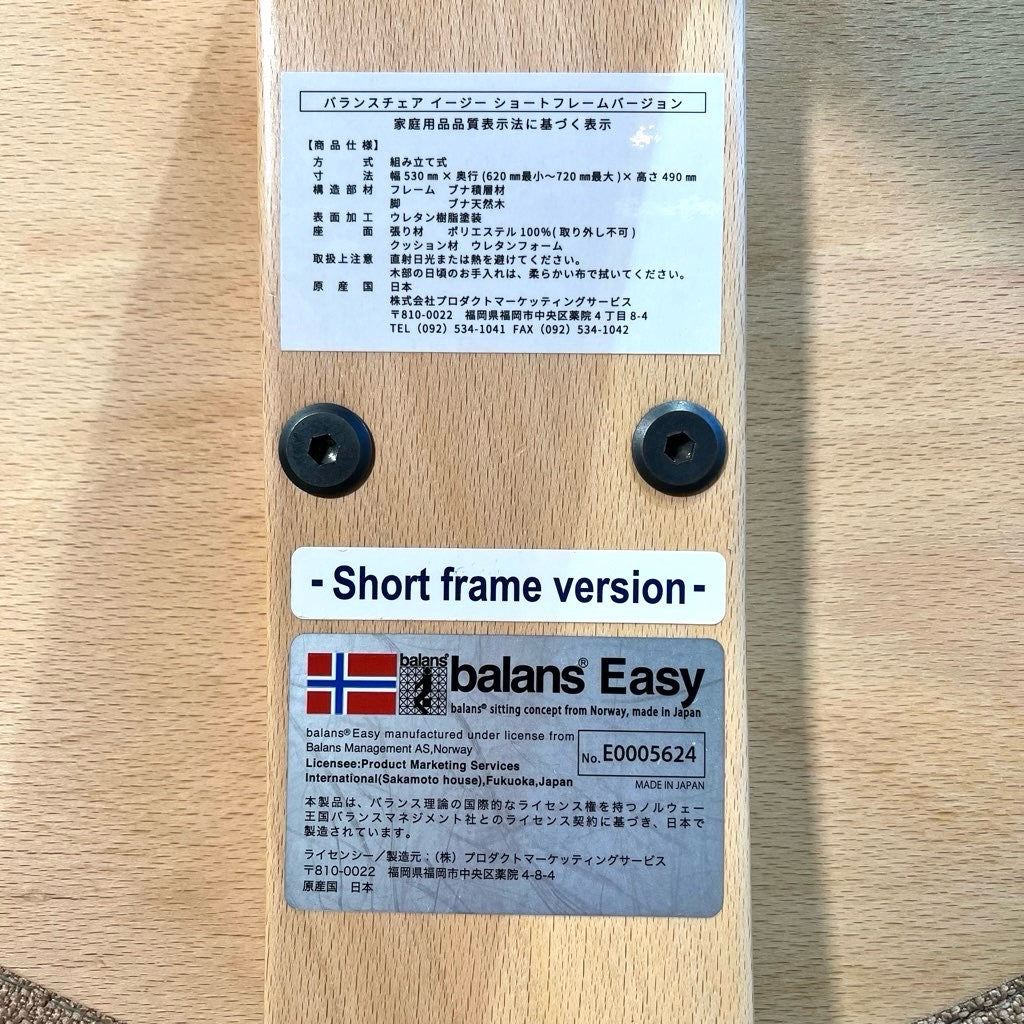 バランスチェア イージー ショートフレームバージョン
家庭用品品質表示法に基づく表示
【商品仕様】
方　　式　組み立て式
寸　　法　幅 530 ㎜ × 奥行 (620 ㎜最小〜720 ㎜最大 )× 高さ 490 ㎜
構造部材　フレーム　ブナ積層材
脚　　　ブナ天然木
表面加工　ウレタン樹脂塗装
座　　面　張り材　ポリエステル 100%( 取り外し不可 )
クッション材　ウレタンフォーム
取扱上注意　直射日光または熱を避けてください。
木部の日頃のお手入れは、柔らかい布で拭いてください。
原 産 国　日本
株式会社プロダクトマーケッティングサービス
〒810-0022　福岡県福岡市中央区薬院 4 丁目 8-4
TEL（092）534-1041 FAX（092）534-1042
- Short frame version -
balans®
balans® Easy
balans® sitting concept from Norway, made in Japan
balans® Easy manufactured under license from
Balans Management AS,Norway
Licensee:Product Marketing Services
International(Sakamoto house),Fukuoka,Japan
No. E0005624
MADE IN JAPAN
本製品は、バランス理論の国際的なライセンス権を持つノルウェー
王国バランスマネジメント社とのライセンス契約に基づき、日本で
製造されています。
ライセンシー／製造元：（株）プロダクトマーケッティングサービス
〒810-0022　福岡県福岡市中央区薬院 4-8-4
原産国　日本